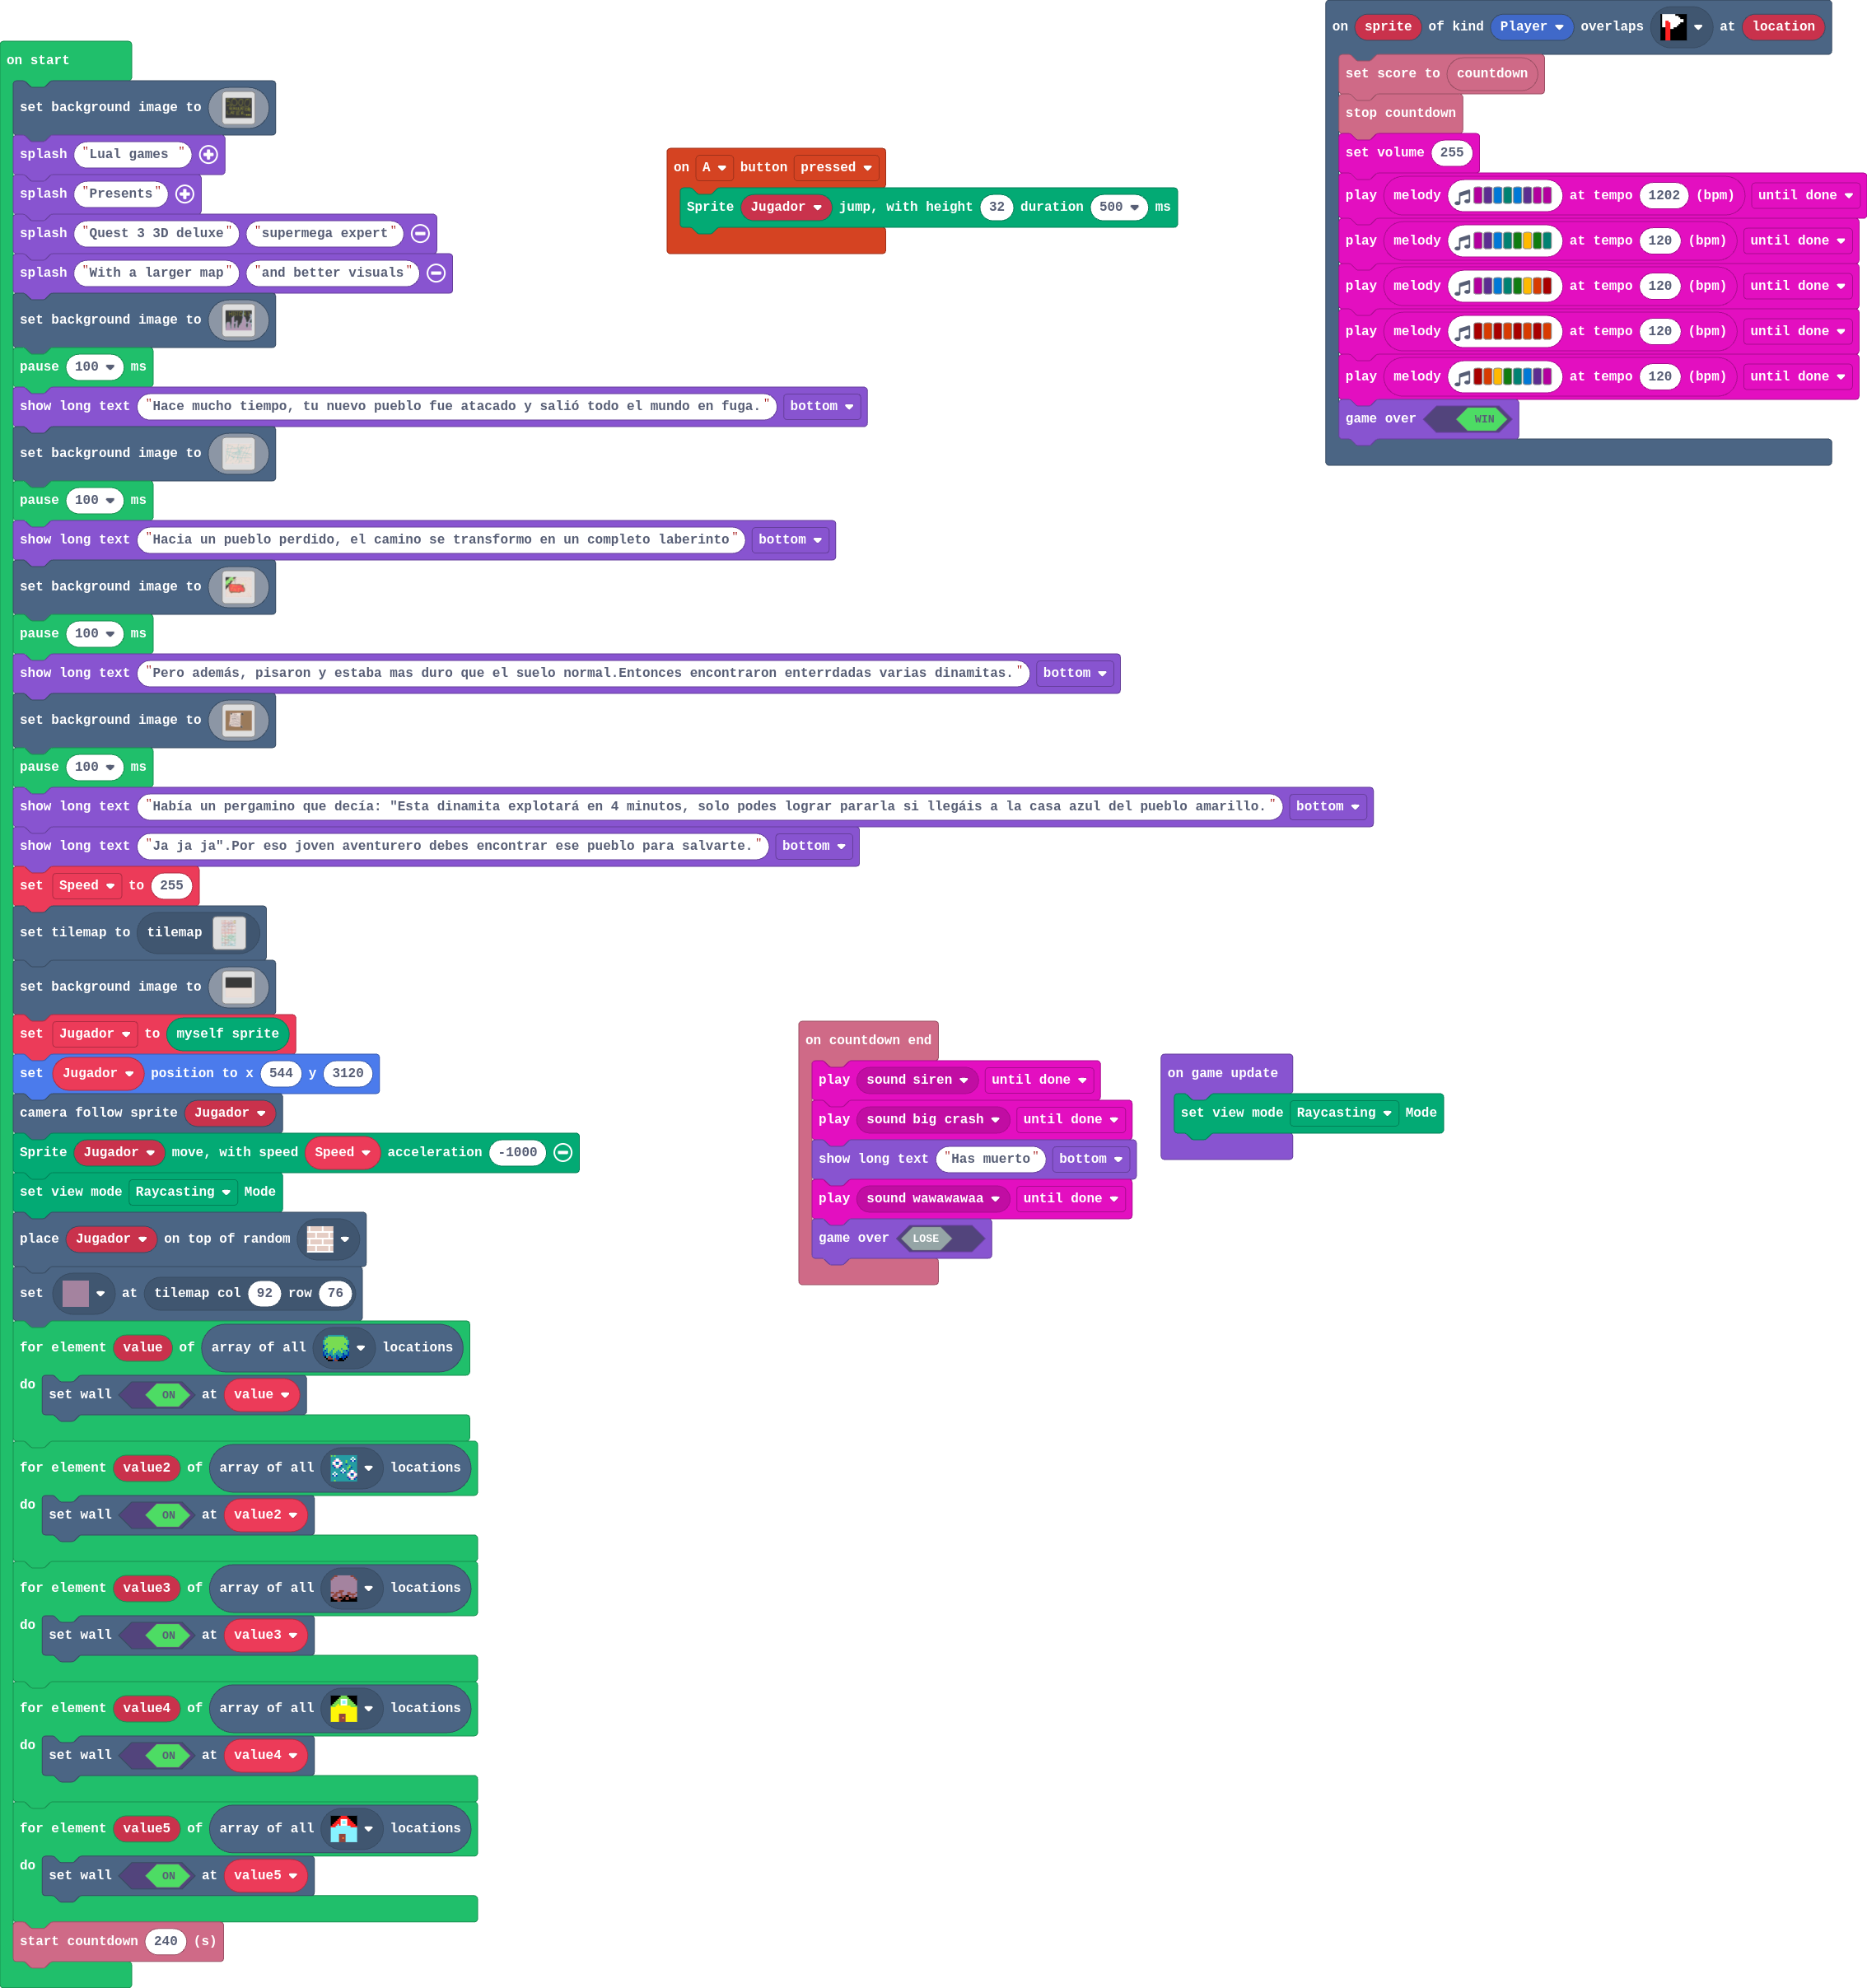 on start
set background image to
splash "Lual games "
splash "Presents"
splash "Quest 3 3D deluxe" "supermega expert"
splash "With a larger map" "and better visuals"
set background image to
pause 100 ms
show long text "Hace mucho tiempo, tu nuevo pueblo fue atacado y salió todo el mundo en fuga." bottom
set background image to
pause 100 ms
show long text "Hacia un pueblo perdido, el camino se transformo en un completo laberinto" bottom
set background image to
pause 100 ms
show long text "Pero además, pisaron y estaba mas duro que el suelo normal.Entonces encontraron enterrdadas varias dinamitas." bottom
set background image to
pause 100 ms
show long text "Había un pergamino que decía: "Esta dinamita explotará en 4 minutos, solo podes lograr pararla si llegáis a la casa azul del pueblo amarillo." bottom
show long text "Ja ja ja".Por eso joven aventurero debes encontrar ese pueblo para salvarte." bottom
set Speed to 255
set tilemap to tilemap
set background image to
set Jugador to myself sprite
set Jugador position to x 544 y 3120
camera follow sprite Jugador
Sprite Jugador move, with speed Speed acceleration -1000
set view mode Raycasting Mode
place Jugador on top of random
set at tilemap col 92 row 76
for element value of array of all locations
do set wall ON at value
for element value2 of array of all locations
do set wall ON at value2
for element value3 of array of all locations
do set wall ON at value3
for element value4 of array of all locations
do set wall ON at value4
for element value5 of array of all locations
do set wall ON at value5
start countdown 240 (s)
on A button pressed
Sprite Jugador jump, with height 32 duration 500 ms
on countdown end
play sound siren until done
play sound big crash until done
show long text "Has muerto" bottom
play sound wawawawaa until done
game over LOSE
on game update
set view mode Raycasting Mode
on sprite of kind Player overlaps at location
set score to countdown
stop countdown
set volume 255
play melody at tempo 1202 (bpm) until done
play melody at tempo 120 (bpm) until done
play melody at tempo 120 (bpm) until done
play melody at tempo 120 (bpm) until done
play melody at tempo 120 (bpm) until done
game over WIN